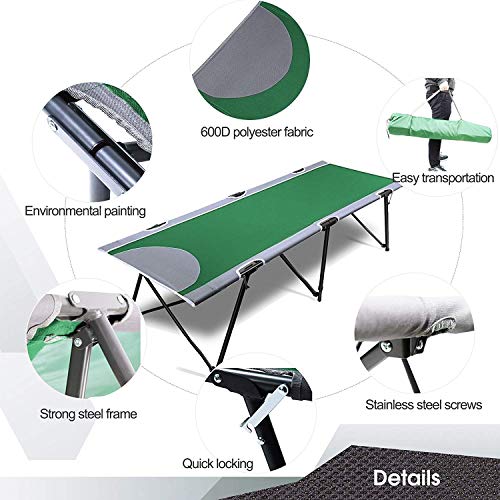 600D polyester fabric
Easy transportation
Environmental painting
Strong steel frame
Stainless steel screws
Quick locking
Details